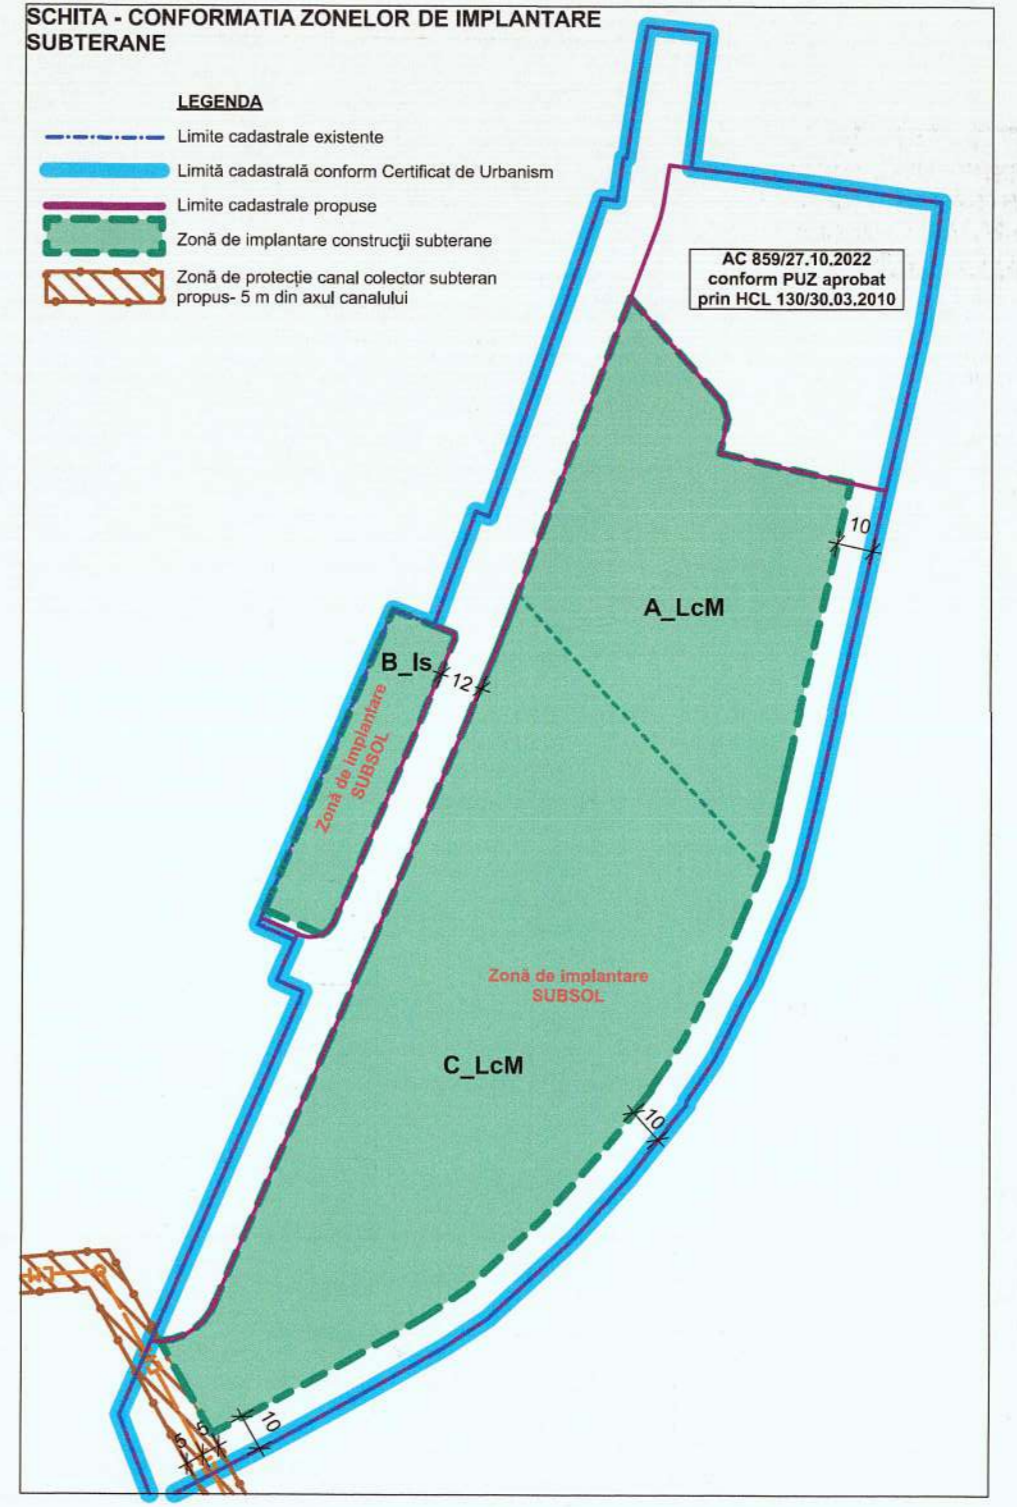 SCHITA - CONFORMATIA ZONELOR DE IMPLANTARE
SUBTERANE
LEGENDA
Limite cadastrale existente
Limită cadastrală conform Certificat de Urbanism
Limite cadastrale propuse
Zonă de implantare construcții subterane
Zonă de protecție canal colector subteran
propus- 5 m din axul canalului
AC 859/27.10.2022
conform PUZ aprobat
prin HCL 130/30.03.2010
10
A_LcM
B_Is
12
Zonă de implantare
SUBSOL
Zonă de implantare
SUBSOL
C_LcM
10
10
5
5